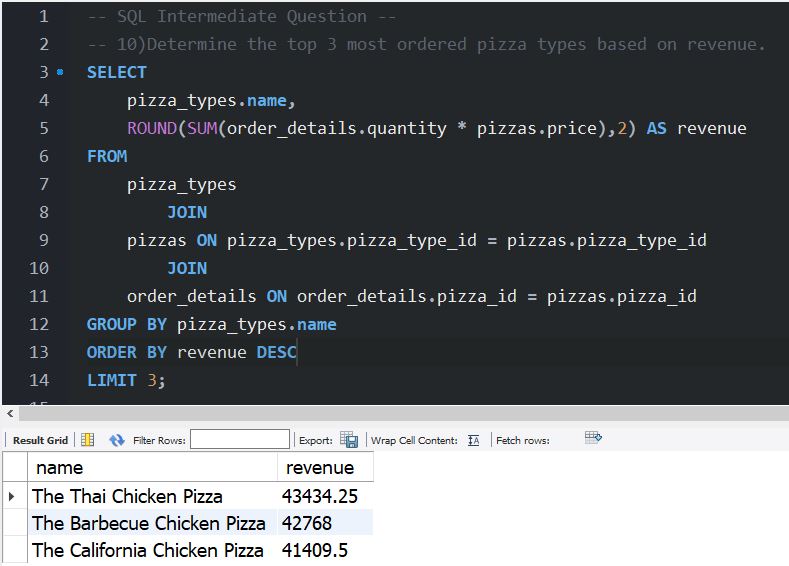 1 -- SQL Intermediate Question --
2 -- 10)Determine the top 3 most ordered pizza types based on revenue.
3 SELECT
4 pizza_types.name,
5 ROUND(SUM(order_details.quantity * pizzas.price),2) AS revenue
6 FROM
7 pizza_types
8 JOIN
9 pizzas ON pizza_types.pizza_type_id = pizzas.pizza_type_id
10 JOIN
11 order_details ON order_details.pizza_id = pizzas.pizza_id
12 GROUP BY pizza_types.name
13 ORDER BY revenue DESC
14 LIMIT 3;
15
Result Grid Filter Rows: Export: Wrap Cell Content: Fetch rows:
name revenue
The Thai Chicken Pizza 43434.25
The Barbecue Chicken Pizza 42768
The California Chicken Pizza 41409.5